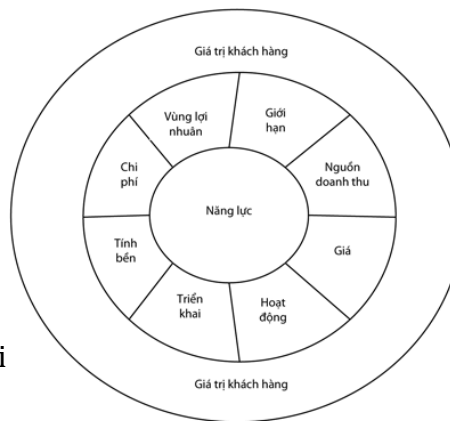 Giá trị khách hàng
Vùng lợi
nhuân
Giới
hạn
Chi
phí
Nguồn
doanh thu
Năng lực
Tính
bền
Giá
Triển
khai
Hoạt
động
i
Giá trị khách hàng